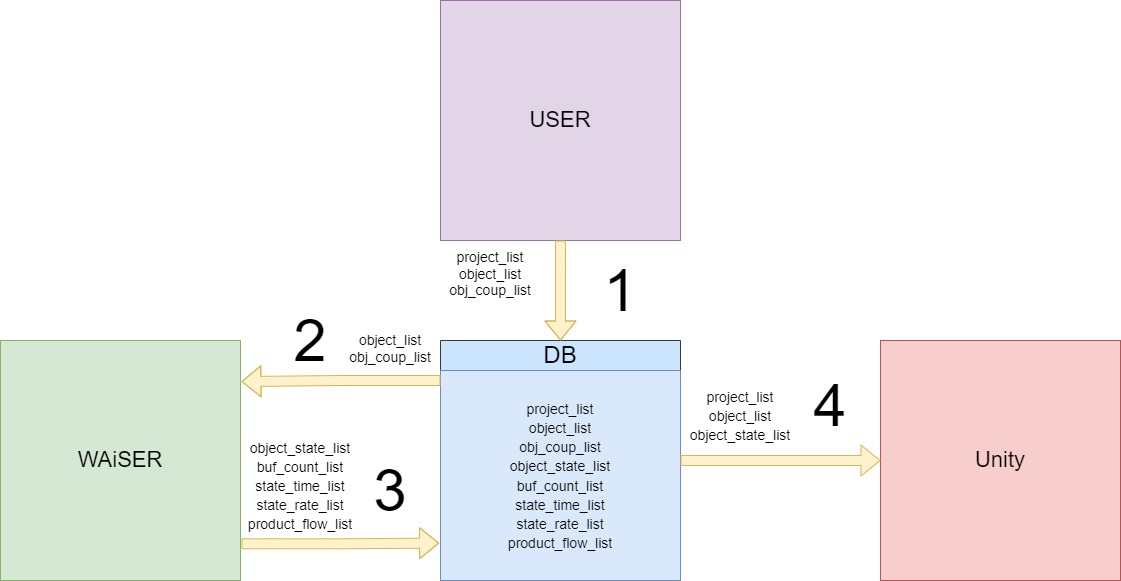 USER
project_list
object_list
obj_coup_list
1
2
object_list
obj_coup_list
DB
project_list
object_list
obj_coup_list
object_state_list
buf_count_list
state_time_list
state_rate_list
product_flow_list
WAiSER
object_state_list
buf_count_list
state_time_list
state_rate_list
product_flow_list
3
project_list
object_list
object_state_list
4
Unity